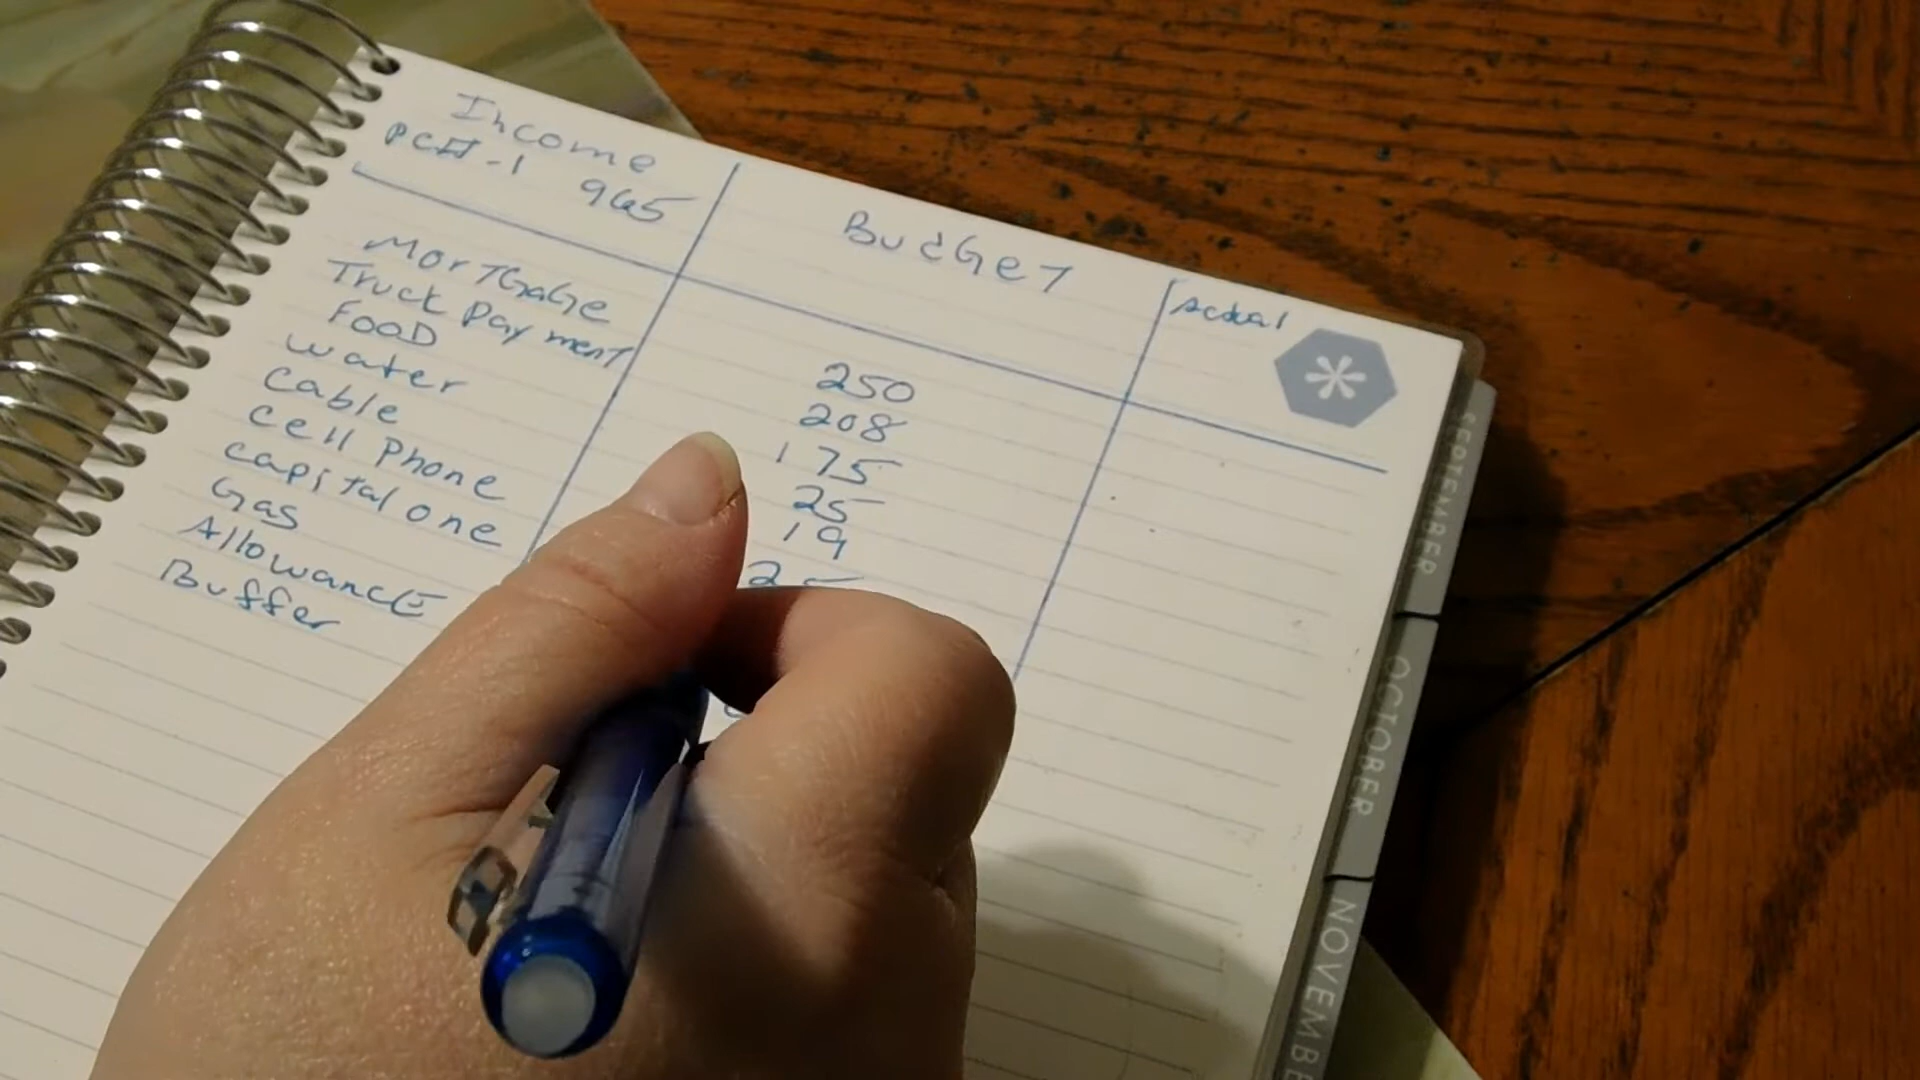 Income
PCH-1 965
Budget
Actual
Mortgage 250
Truck Payment 208
Food 175
Water 25
Cable 19
Cell Phone
Capital one
Gas
Allowance
Buffer
SEPTEMBER
OCTOBER
NOVEMBE